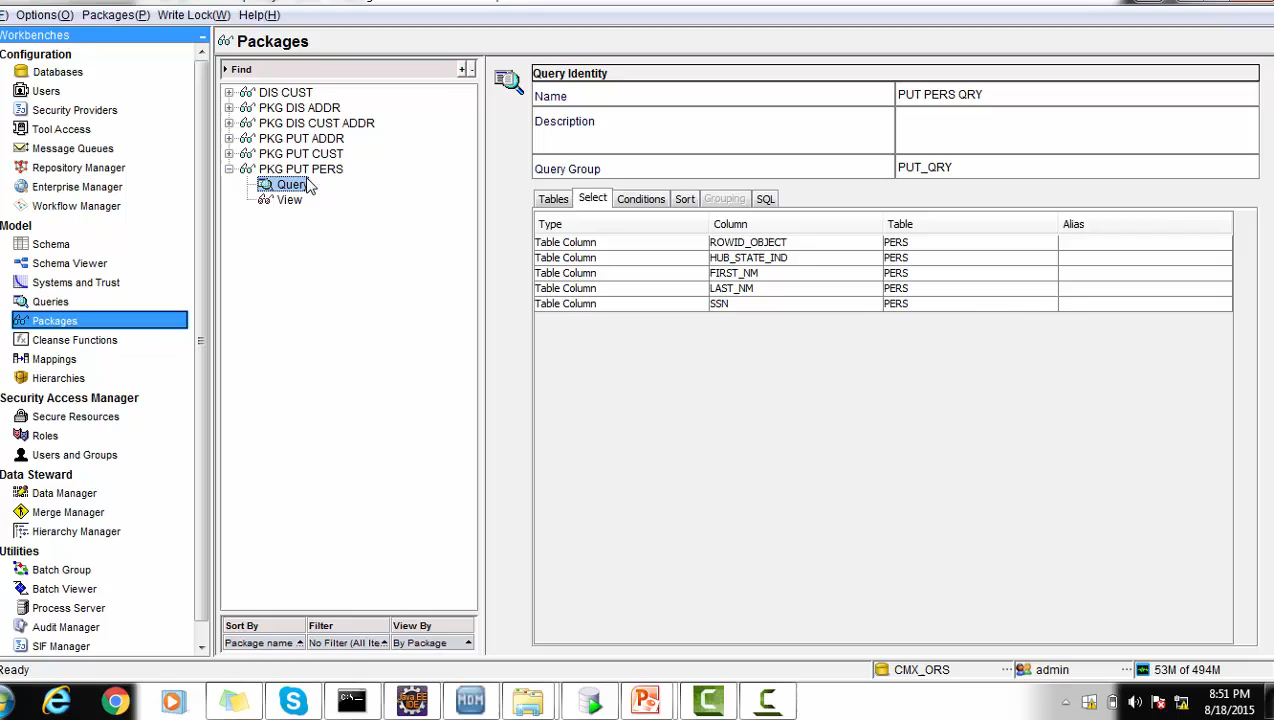 F) Options(O) Packages(P) Write Lock(W) Help(H)
Workbenches
Configuration
Databases
Users
Security Providers
Tool Access
Message Queues
Repository Manager
Enterprise Manager
Workflow Manager
Model
Schema
Schema Viewer
Systems and Trust
Queries
Packages
Cleanse Functions
Mappings
Hierarchies
Security Access Manager
Secure Resources
Roles
Users and Groups
Data Steward
Data Manager
Merge Manager
Hierarchy Manager
Utilities
Batch Group
Batch Viewer
Process Server
Audit Manager
SIF Manager
Packages
Find + -
DIS CUST
PKG DIS ADDR
PKG DIS CUST ADDR
PKG PUT ADDR
PKG PUT CUST
PKG PUT PERS
Query
View
Sort By Filter View By
Package name No Filter (All Ite By Package
Query Identity
Name PUT PERS QRY
Description
Query Group PUT_QRY
Tables Select Conditions Sort Grouping SQL
Type Column Table Alias
Table Column ROWID_OBJECT PERS
Table Column HUB_STATE_IND PERS
Table Column FIRST_NM PERS
Table Column LAST_NM PERS
Table Column SSN PERS
Ready CMX_ORS admin 53M of 494M
8:51 PM
8/18/2015